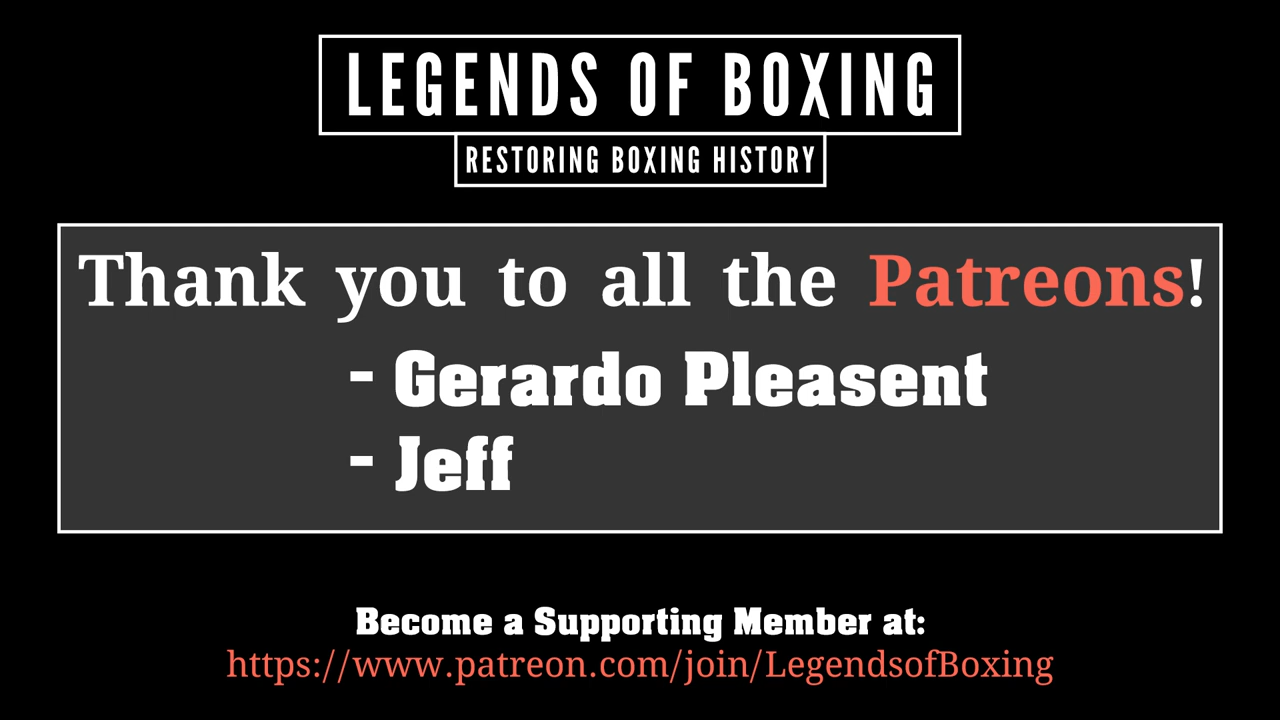 LEGENDS OF BOXING
RESTORING BOXING HISTORY
Thank you to all the Patreons!
- Gerardo Pleasent
- Jeff
Become a Supporting Member at:
https://www.patreon.com/join/LegendsofBoxing